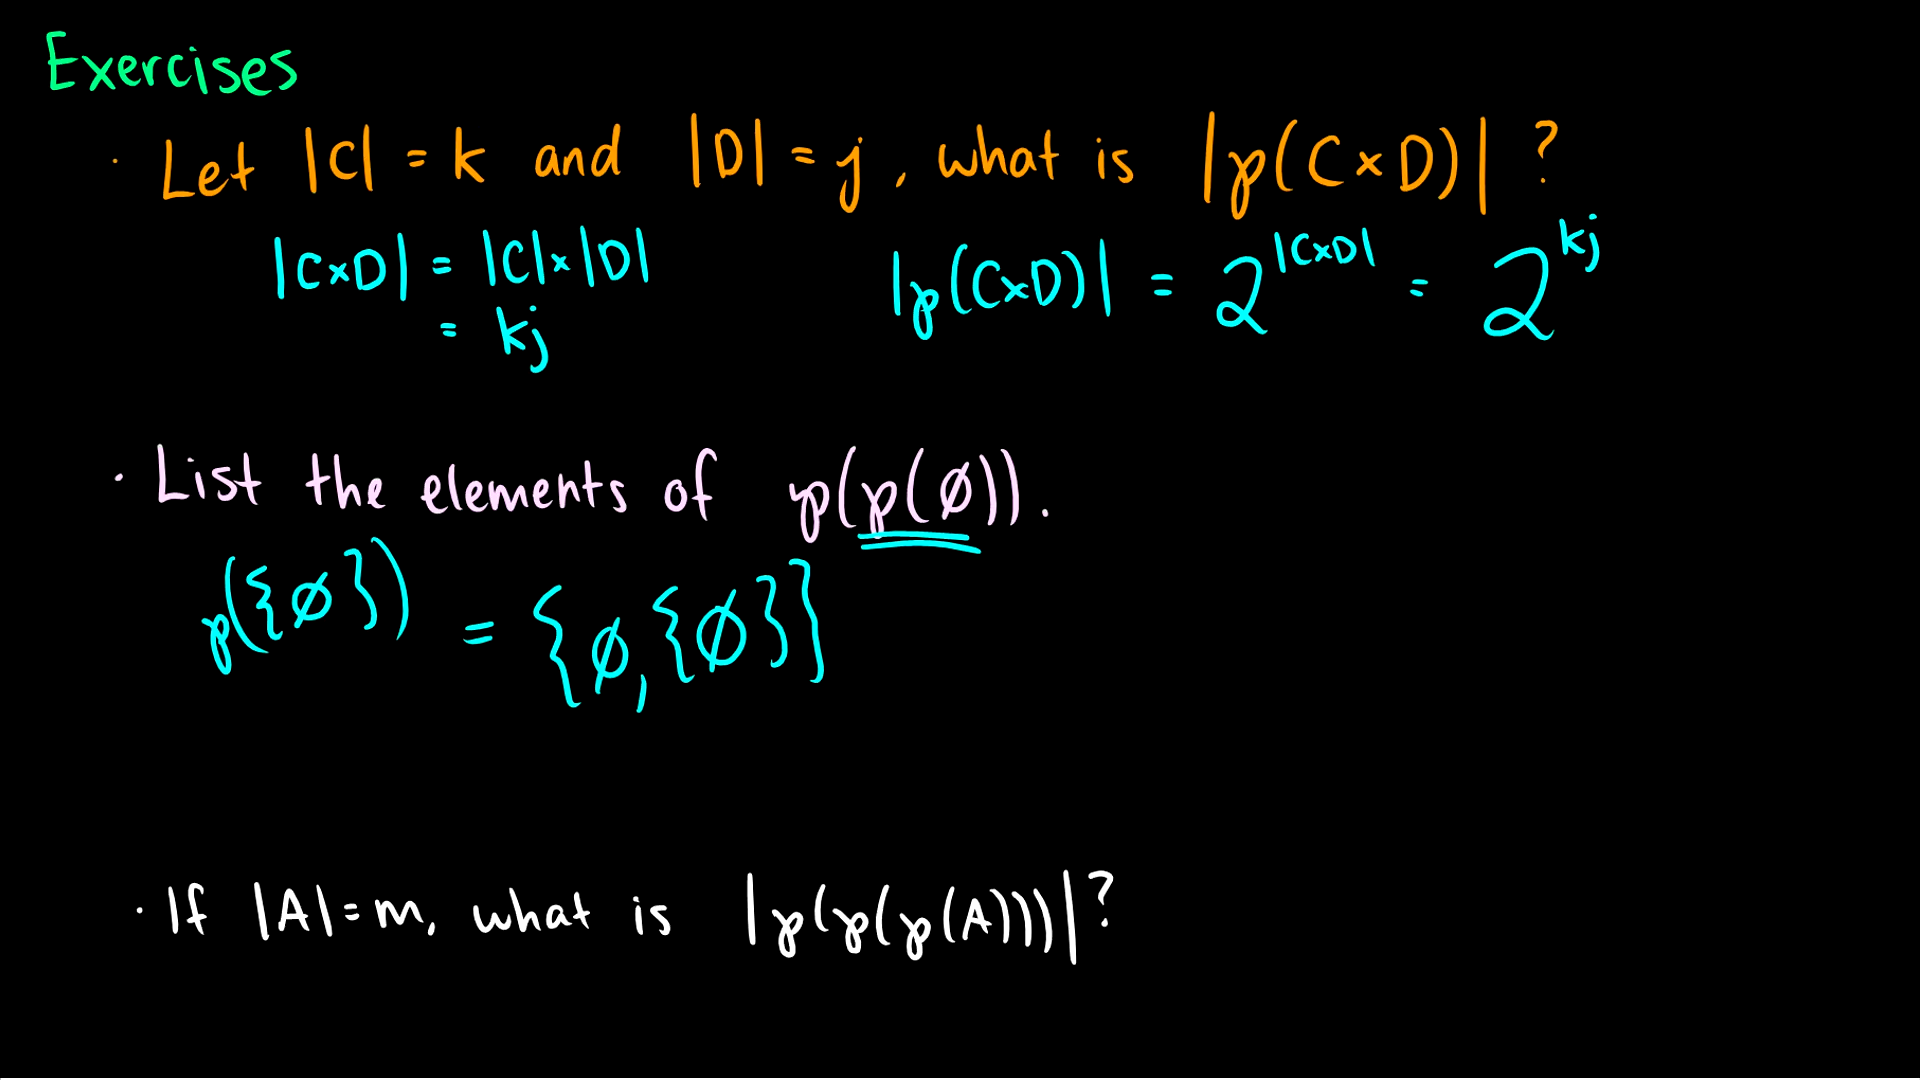 Exercises
· Let |C| = k and |D| = j, what is |℘(C×D)| ?
|C×D| = |C|×|D|
= kj
|℘(C×D)| = 2^|C×D| = 2^kj
· List the elements of ℘(℘(∅)).
℘({∅}) = {∅,{∅}}
· If |A|=m, what is |℘(℘(℘(A)))|?